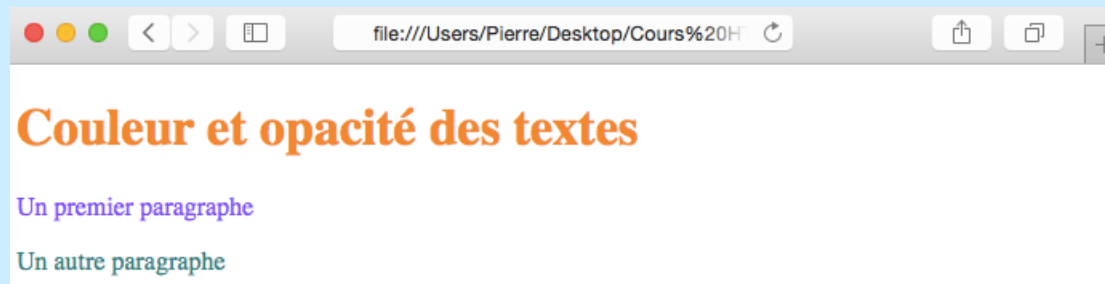 file:///Users/Pierre/Desktop/Cours%20H
Couleur et opacité des textes
Un premier paragraphe
Un autre paragraphe